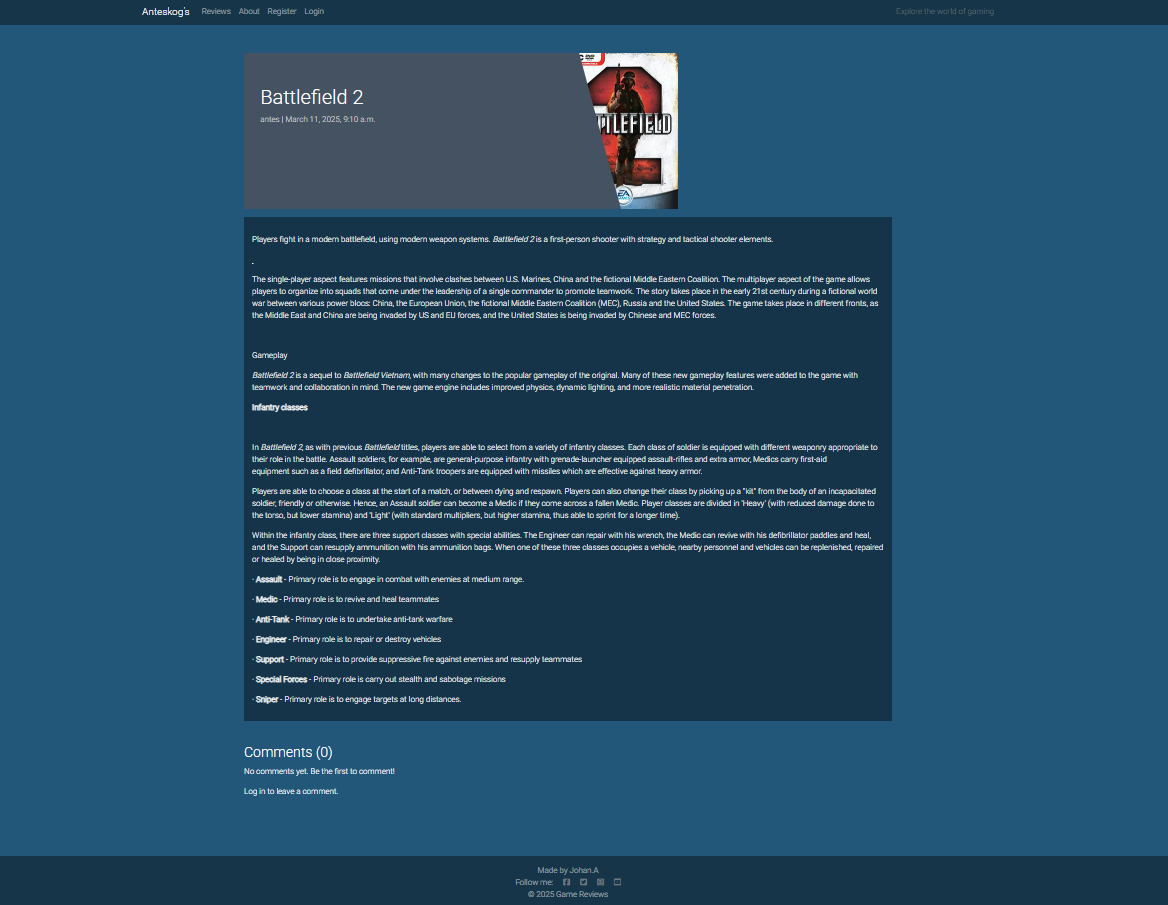 Anteskog's Reviews About Register Login Explore the world of gaming
Battlefield 2
antes | March 11, 2025, 9:10 a.m.
DVD
2
BATTLEFIELD
EA
GAMES
Players fight in a modern battlefield, using modern weapon systems. Battlefield 2 is a first-person shooter with strategy and tactical shooter elements.
.
The single-player aspect features missions that involve clashes between U.S. Marines, China and the fictional Middle Eastern Coalition. The multiplayer aspect of the game allows
players to organize into squads that come under the leadership of a single commander to promote teamwork. The story takes place in the early 21st century during a fictional world
war between various power blocs: China, the European Union, the fictional Middle Eastern Coalition (MEC), Russia and the United States. The game takes place in different fronts, as
the Middle East and China are being invaded by US and EU forces, and the United States is being invaded by Chinese and MEC forces.
Gameplay
Battlefield 2 is a sequel to Battlefield Vietnam, with many changes to the popular gameplay of the original. Many of these new gameplay features were added to the game with
teamwork and collaboration in mind. The new game engine includes improved physics, dynamic lighting, and more realistic material penetration.
Infantry classes
In Battlefield 2, as with previous Battlefield titles, players are able to select from a variety of infantry classes. Each class of soldier is equipped with different weaponry appropriate to
their role in the battle. Assault soldiers, for example, are general-purpose infantry with grenade-launcher equipped assault-rifles and extra armor, Medics carry first-aid
equipment such as a field defibrillator, and Anti-Tank troopers are equipped with missiles which are effective against heavy armor.
Players are able to choose a class at the start of a match, or between dying and respawn. Players can also change their class by picking up a "kit" from the body of an incapacitated
soldier, friendly or otherwise. Hence, an Assault soldier can become a Medic if they come across a fallen Medic. Player classes are divided in 'Heavy' (with reduced damage done to
the torso, but lower stamina) and 'Light' (with standard multipliers, but higher stamina, thus able to sprint for a longer time).
Within the infantry class, there are three support classes with special abilities. The Engineer can repair with his wrench, the Medic can revive with his defibrillator paddles and heal,
and the Support can resupply ammunition with his ammunition bags. When one of these three classes occupies a vehicle, nearby personnel and vehicles can be replenished, repaired
or healed by being in close proximity.
· Assault - Primary role is to engage in combat with enemies at medium range.
· Medic - Primary role is to revive and heal teammates
· Anti-Tank - Primary role is to undertake anti-tank warfare
· Engineer - Primary role is to repair or destroy vehicles
· Support - Primary role is to provide suppressive fire against enemies and resupply teammates
· Special Forces - Primary role is carry out stealth and sabotage missions
· Sniper - Primary role is to engage targets at long distances.
Comments (0)
No comments yet. Be the first to comment!
Log in to leave a comment.
Made by Johan.A
Follow me:
© 2025 Game Reviews